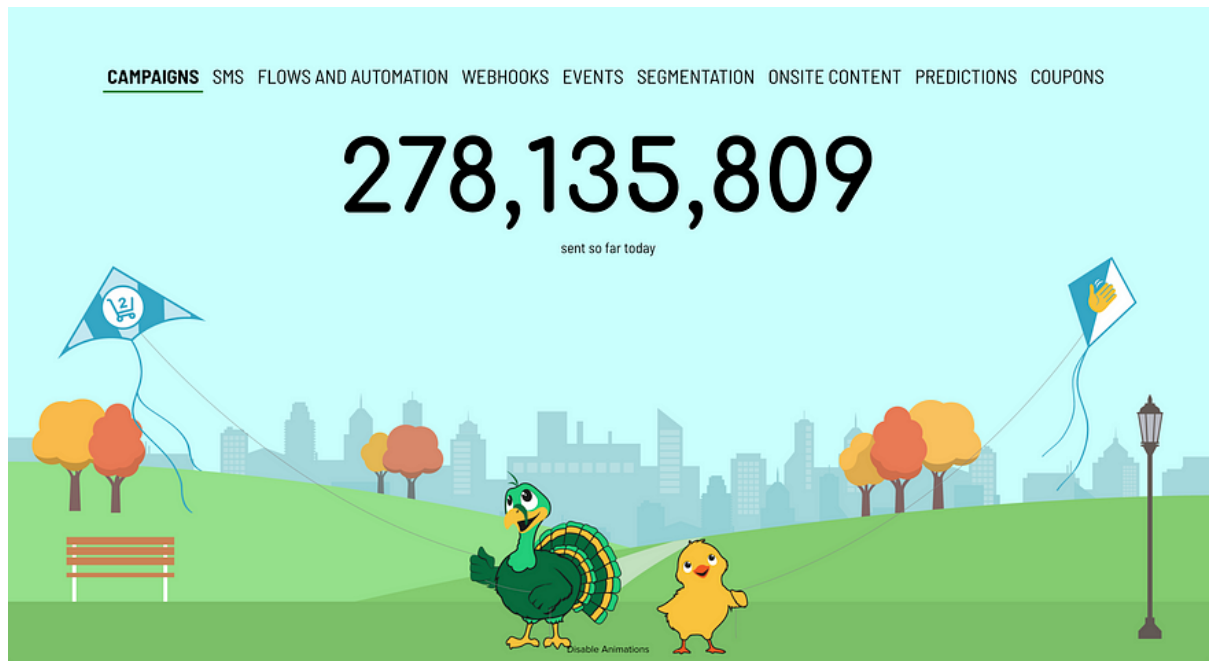 CAMPAIGNS SMS FLOWS AND AUTOMATION WEBHOOKS EVENTS SEGMENTATION ONSITE CONTENT PREDICTIONS COUPONS
278,135,809
sent so far today
2
Disable Animations